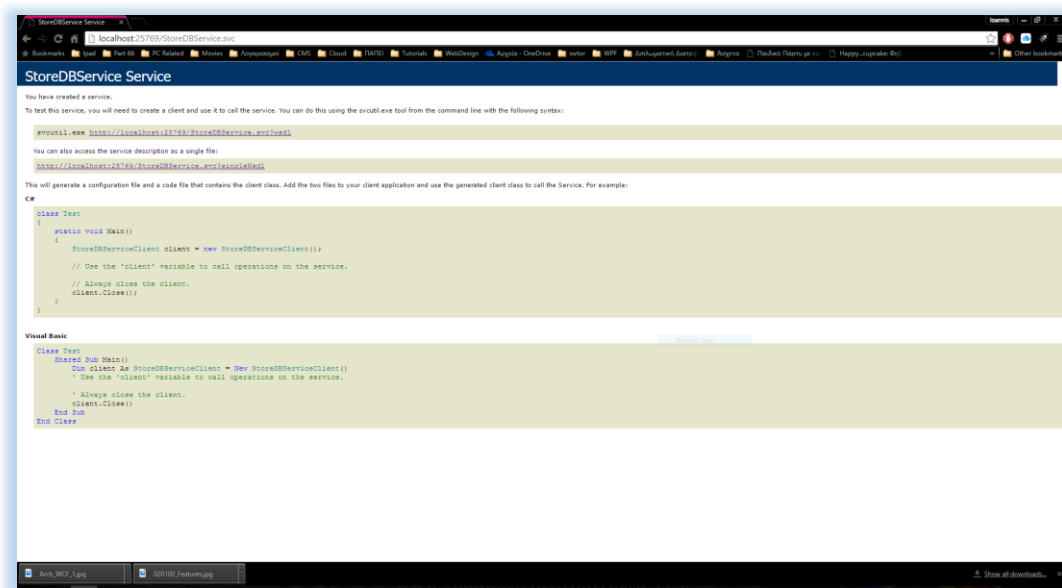 StoreDBService Service
Ioannis
localhost:25769/StoreDBService.svc
Bookmarks Ipad Part 66 PC Related Movies Λογαριασμοί CMS Cloud ΠΑΠΕΙ Tutorials WebDesign Αρχεία - OneDrive WPF Διπλωματική Διατρι Other bookmarks
StoreDBService Service
You have created a service.
To test this service, you will need to create a client and use it to call the service. You can do this using the svcutil.exe tool from the command line with the following syntax:
svcutil.exe http://localhost:25769/StoreDBService.svc?wsdl
You can also access the service description as a single file:
http://localhost:25769/StoreDBService.svc?singleWsdl
This will generate a configuration file and a code file that contains the client class. Add the two files to your client application and use the generated client class to call the Service. For example:
C#
class Test
{
static void Main()
{
StoreDBServiceClient client = new StoreDBServiceClient();
// Use the 'client' variable to call operations on the service.
// Always close the client.
client.Close();
}
}
Visual Basic
Class Test
Shared Sub Main()
Dim client As StoreDBServiceClient = New StoreDBServiceClient()
' Use the 'client' variable to call operations on the service.
' Always close the client.
client.Close()
End Sub
End Class
Arch_WCF_1.jpg
020100_Features.jpg
Show all downloads...